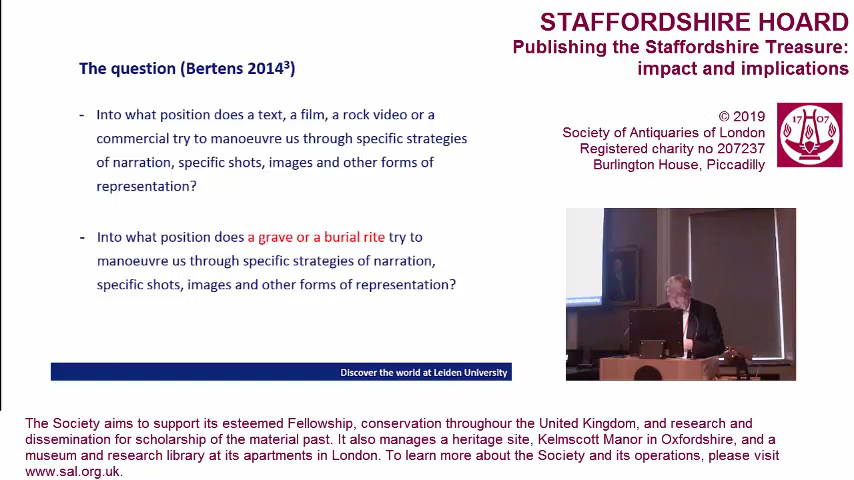 STAFFORDSHIRE HOARD
Publishing the Staffordshire Treasure:
impact and implications
© 2019
Society of Antiquaries of London
Registered charity no 207237
Burlington House, Piccadilly
17 07
The question (Bertens 2014³)
- Into what position does a text, a film, a rock video or a
commercial try to manoeuvre us through specific strategies
of narration, specific shots, images and other forms of
representation?
- Into what position does a grave or a burial rite try to
manoeuvre us through specific strategies of narration,
specific shots, images and other forms of representation?
Discover the world at Leiden University
The Society aims to support its esteemed Fellowship, conservation throughour the United Kingdom, and research and
dissemination for scholarship of the material past. It also manages a heritage site, Kelmscott Manor in Oxfordshire, and a
museum and research library at its apartments in London. To learn more about the Society and its operations, please visit
www.sal.org.uk.